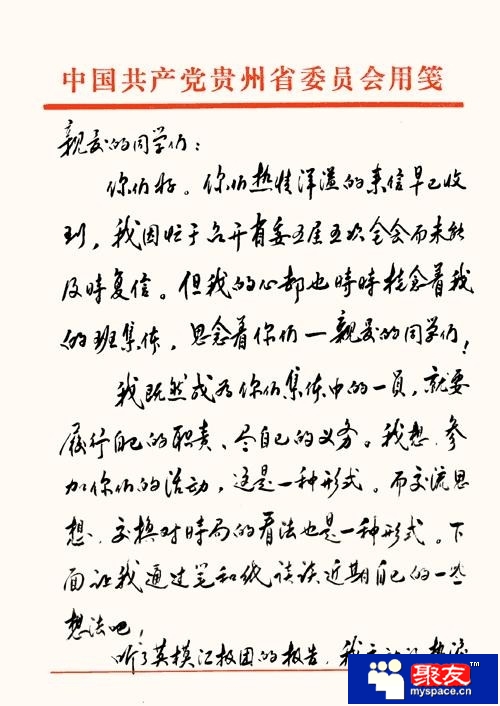 中国共产党贵州省委员会用笺
亲爱的同学们：
你们好。你们热情洋溢的来信早已收
到，我因忙于召开省委五届五次全会而未能
及時复信。但我的心却也時時挂念着我
的班集体，思念着你们—親爱的同学们！
我既然成为你们集体中的一員，就要
履行自己的职责、尽自己的义务。我想，参
加你们的活动，这是一种形式。而交流思
想、交换对時局的看法也是一种形式。下
面让我通过笔和纸谈谈近期自己的一些
想法吧！
听了英模汇报团的报告，我
聚友™
myspace.cn